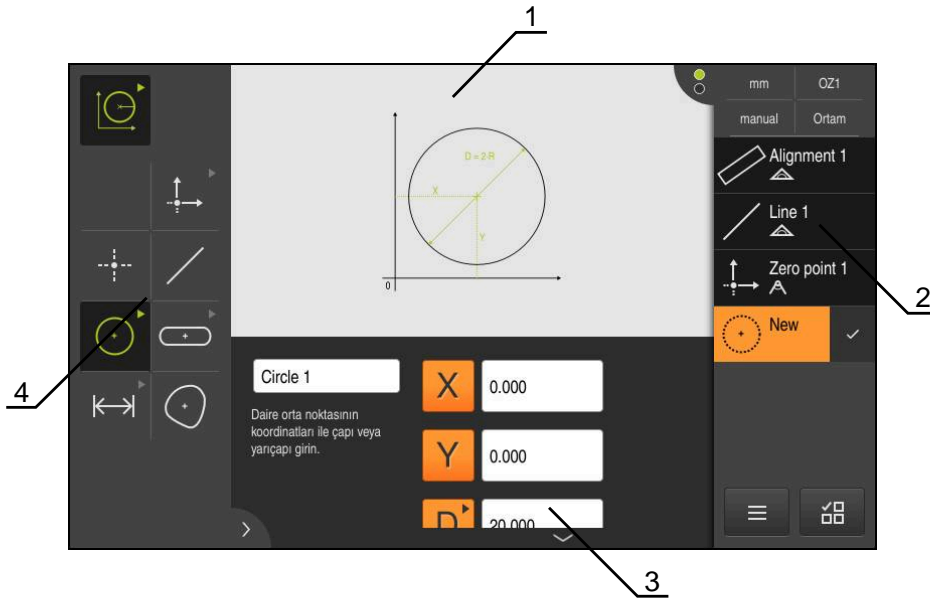 1
mm
OZ1
manual
Ortam
D = 2·R
X
Y
0
Alignment 1
Line 1
Zero point 1
New
2
4
Circle 1
Daire orta noktasının
koordinatları ile çapı veya
yarıçapı girin.
X
0.000
Y
0.000
D
20.000
3